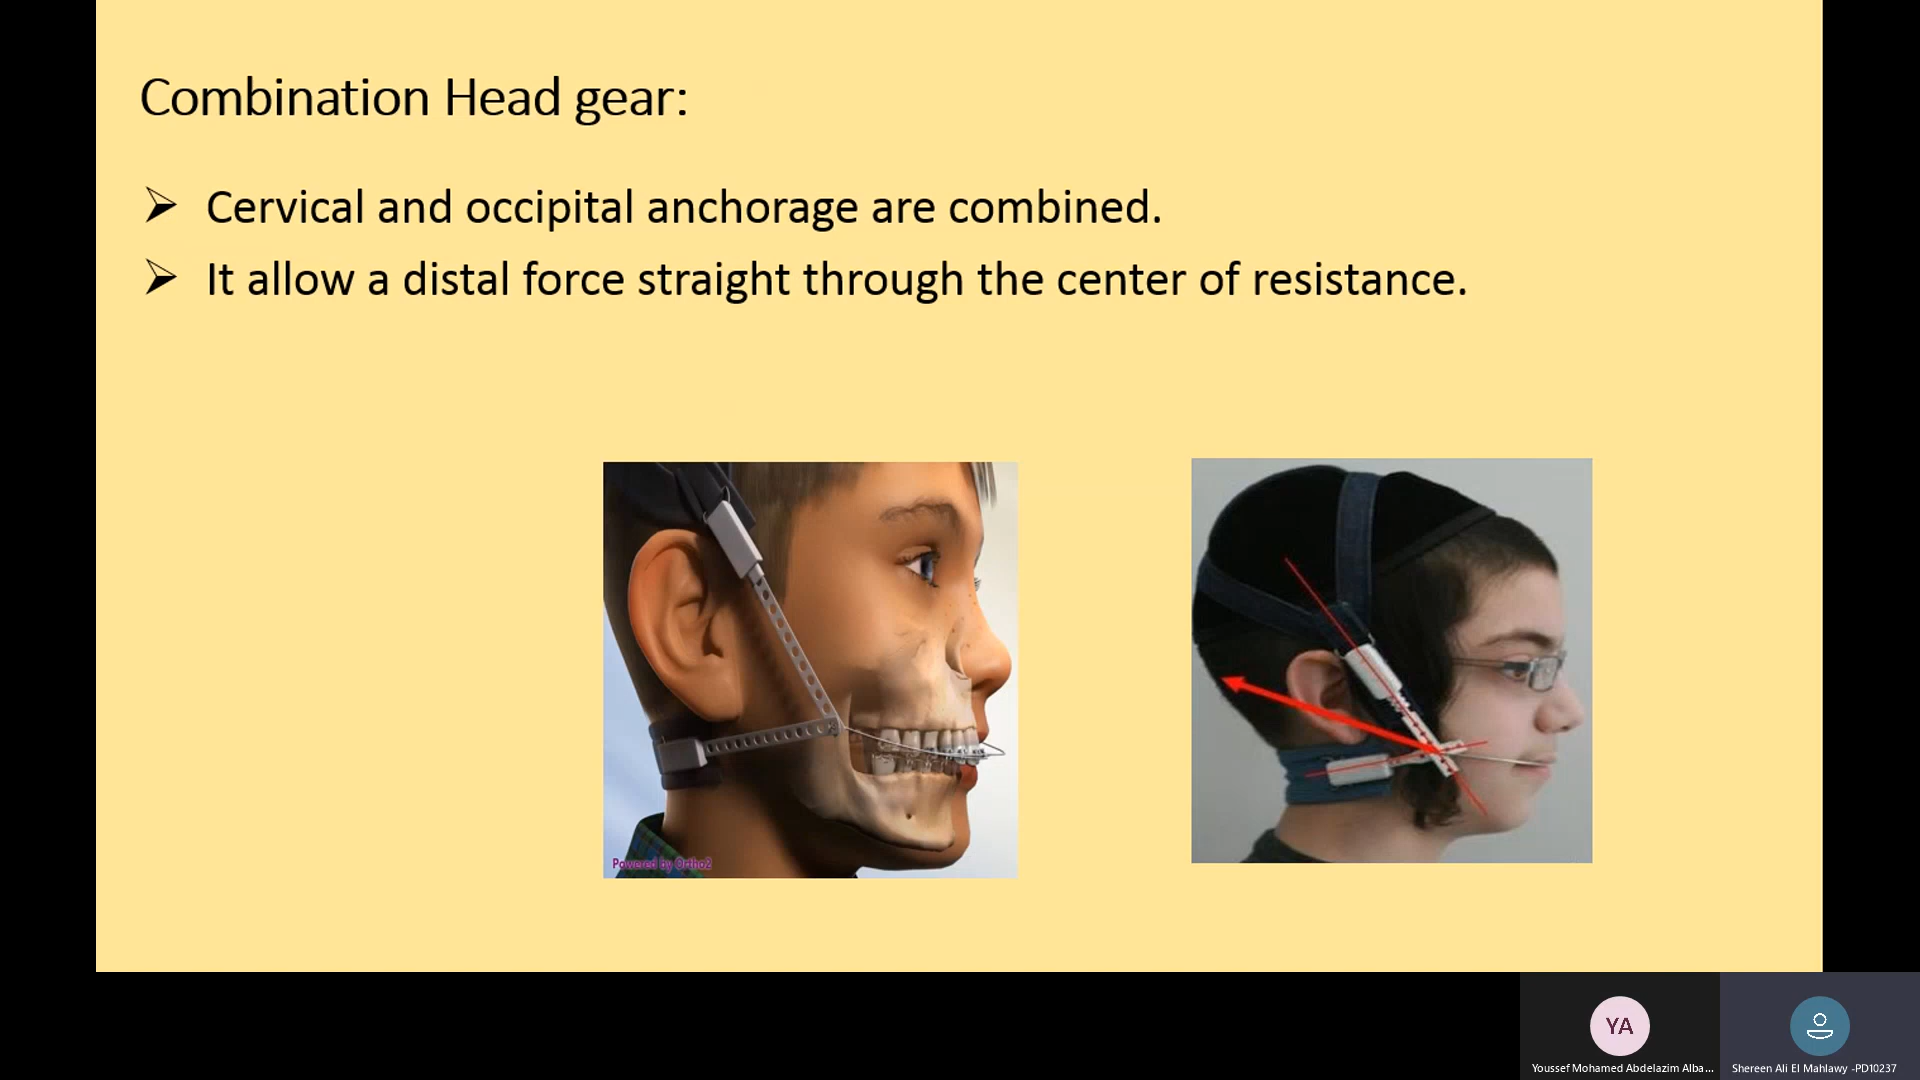 Combination Head gear:
➢ Cervical and occipital anchorage are combined.
➢ It allow a distal force straight through the center of resistance.
Powered by Ortho2
YA
Youssef Mohamed Abdelazim Alba...
Shereen Ali El Mahlawy -PD10237